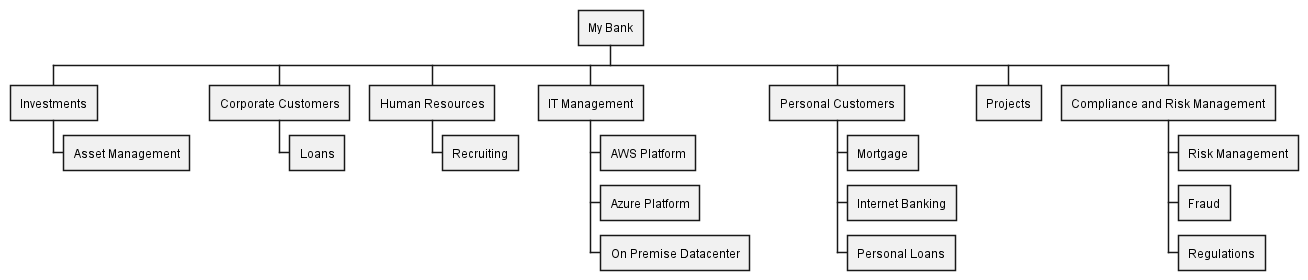 My Bank
Investments
Corporate Customers
Human Resources
IT Management
Personal Customers
Projects
Compliance and Risk Management
Asset Management
Loans
Recruiting
AWS Platform
Mortgage
Risk Management
Azure Platform
Internet Banking
Fraud
On Premise Datacenter
Personal Loans
Regulations